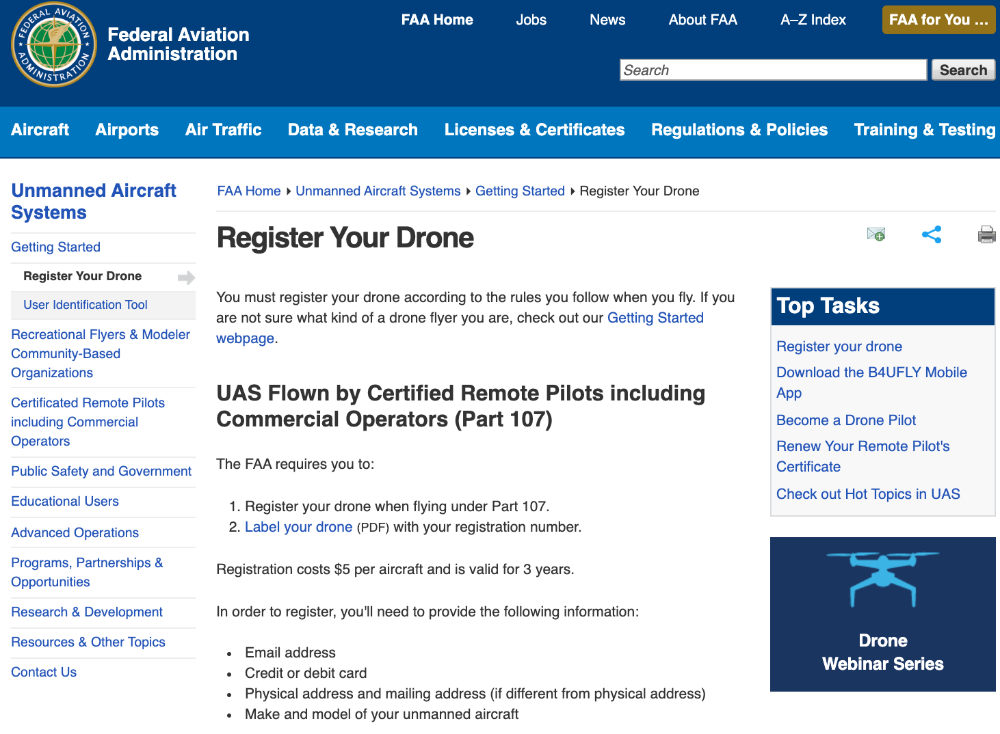 FEDERAL AVIATION
ADMINISTRATION
Federal Aviation
Administration
FAA Home
Jobs
News
About FAA
A–Z Index
FAA for You ...
Search
Search
Aircraft
Airports
Air Traffic
Data & Research
Licenses & Certificates
Regulations & Policies
Training & Testing
Unmanned Aircraft
Systems
Getting Started
Register Your Drone
User Identification Tool
Recreational Flyers & Modeler
Community-Based
Organizations
Certificated Remote Pilots
including Commercial
Operators
Public Safety and Government
Educational Users
Advanced Operations
Programs, Partnerships &
Opportunities
Research & Development
Resources & Other Topics
Contact Us
FAA Home Unmanned Aircraft Systems Getting Started Register Your Drone
Register Your Drone
You must register your drone according to the rules you follow when you fly. If you
are not sure what kind of a drone flyer you are, check out our Getting Started
webpage.
UAS Flown by Certified Remote Pilots including
Commercial Operators (Part 107)
The FAA requires you to:
1. Register your drone when flying under Part 107.
2. Label your drone (PDF) with your registration number.
Registration costs $5 per aircraft and is valid for 3 years.
In order to register, you'll need to provide the following information:
• Email address
• Credit or debit card
• Physical address and mailing address (if different from physical address)
• Make and model of your unmanned aircraft
Top Tasks
Register your drone
Download the B4UFLY Mobile
App
Become a Drone Pilot
Renew Your Remote Pilot's
Certificate
Check out Hot Topics in UAS
Drone
Webinar Series